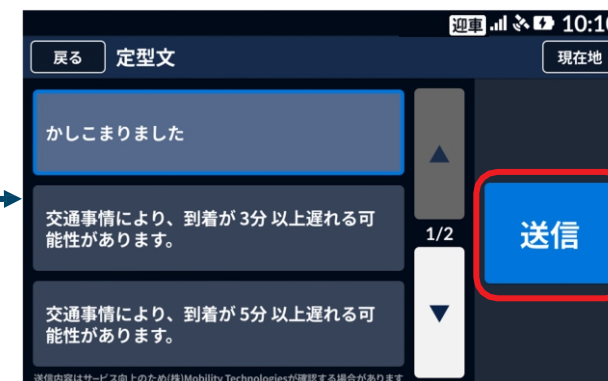 迎車 10:10
戻る 定型文 現在地
かしこまりました
交通事情により、到着が 3分 以上遅れる可
能性があります。
1/2
送信
交通事情により、到着が 5分 以上遅れる可
能性があります。
送信内容はサービス向上のため(株)Mobility Technologiesが確認する場合があります